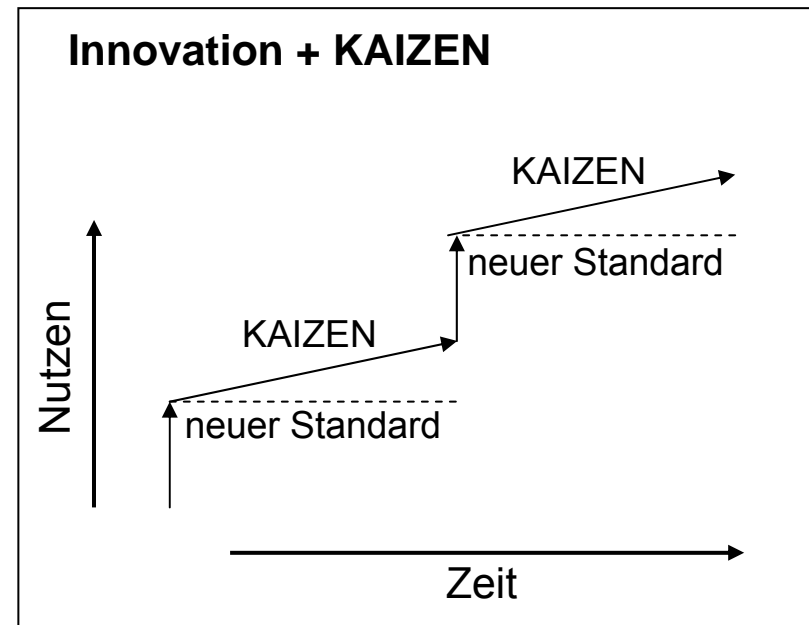 Innovation + KAIZEN
KAIZEN
neuer Standard
KAIZEN
neuer Standard
Nutzen
Zeit